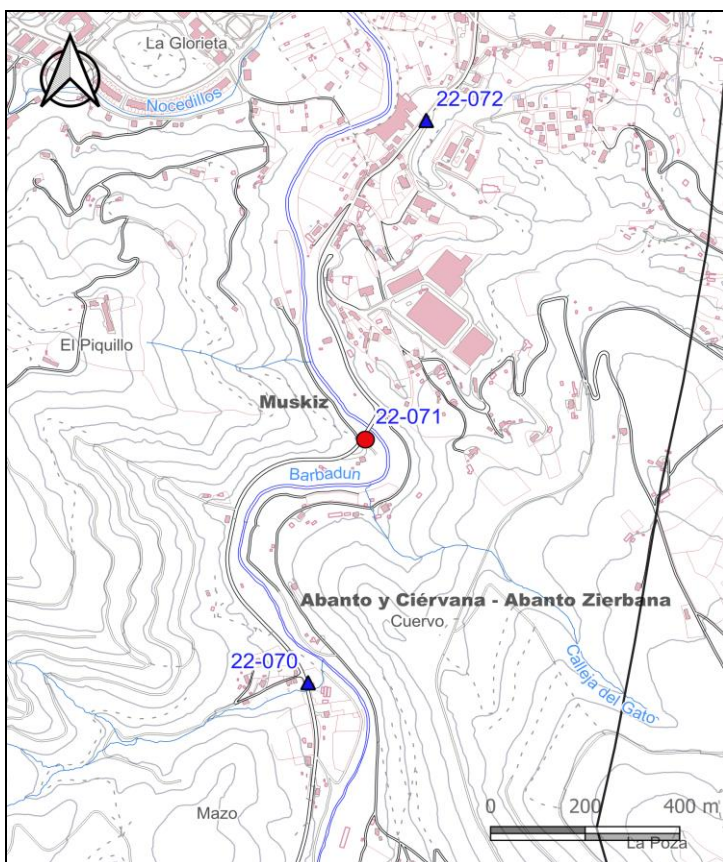 La Glorieta
Nocedillos
22-072
El Piquillo
Muskiz
22-071
Barbadun
Abanto y Ciérvana - Abanto Zierbana
Cuervo
22-070
Calleja del Gato
Mazo
0 200 400 m
La Poza